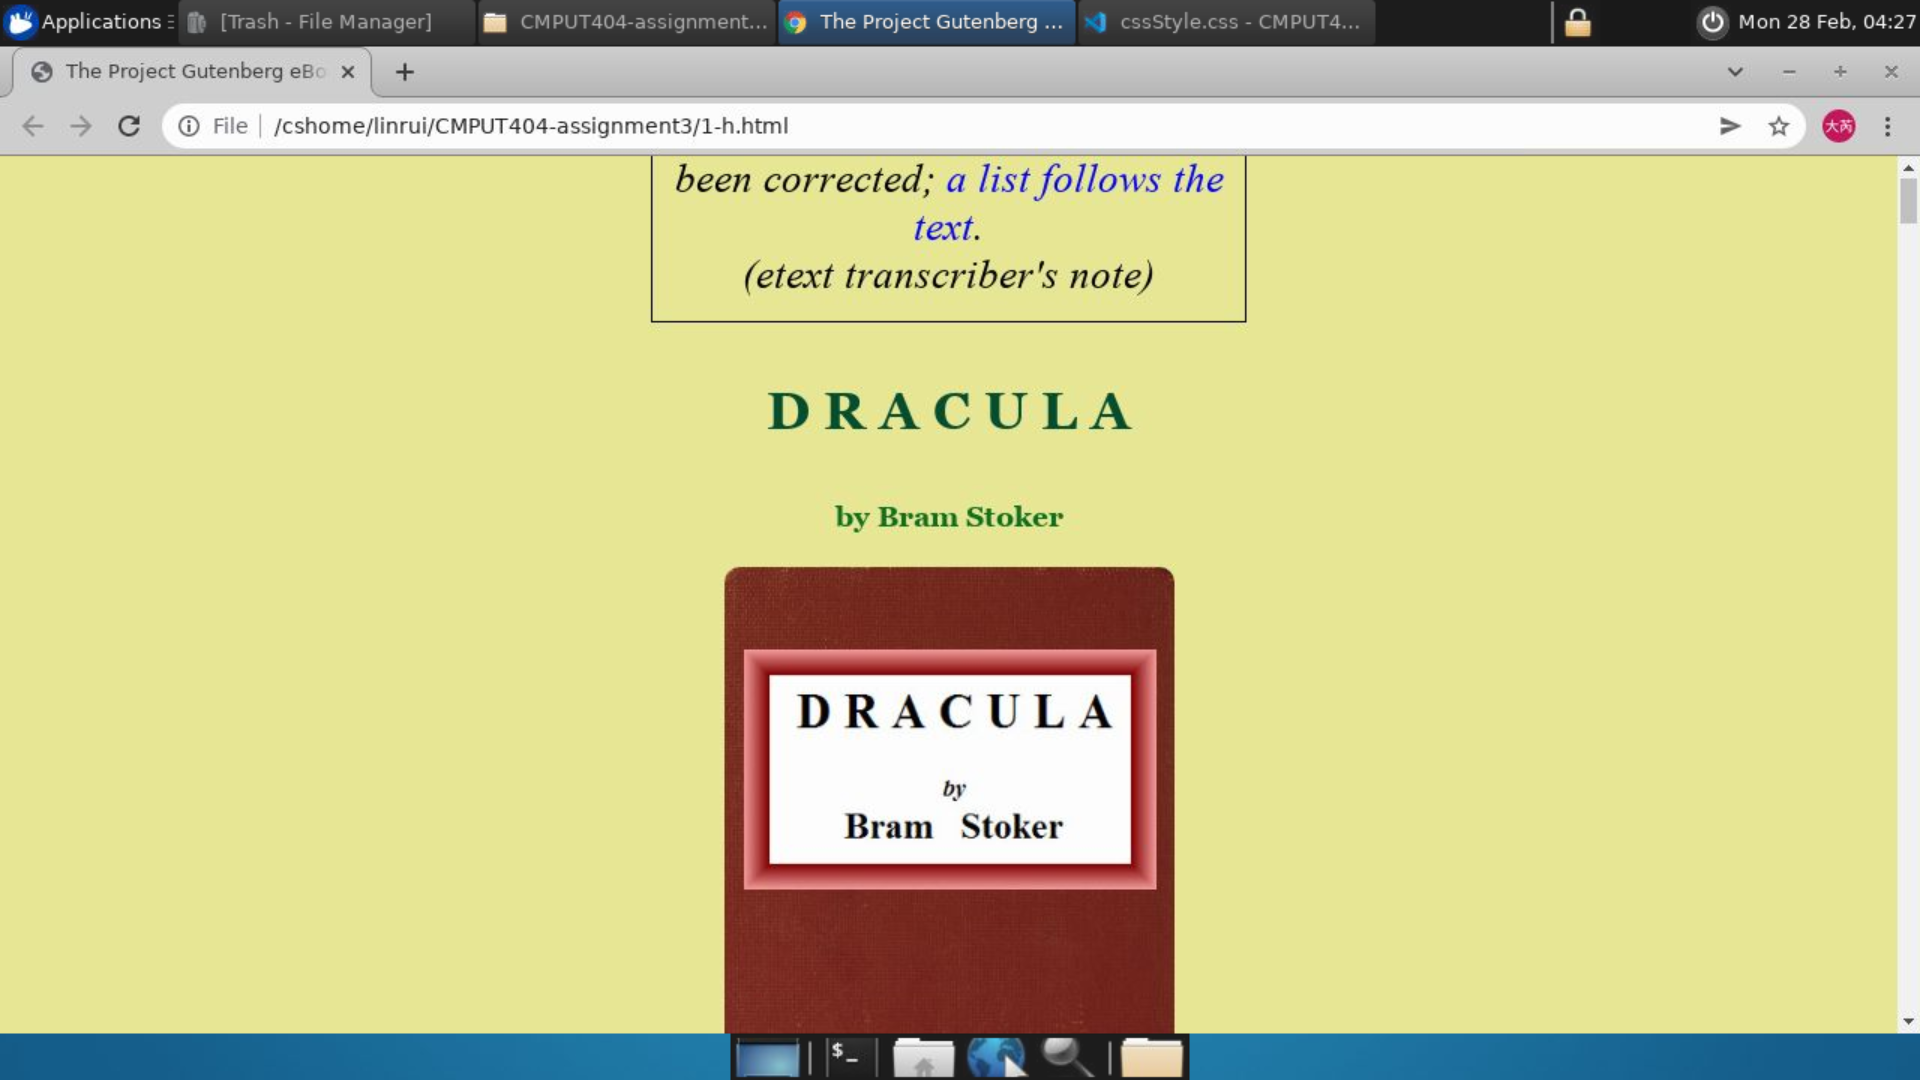 Applications
[Trash - File Manager]
CMPUT404-assignment...
The Project Gutenberg ...
cssStyle.css - CMPUT4...
Mon 28 Feb, 04:27
The Project Gutenberg eBo
File
/cshome/linrui/CMPUT404-assignment3/1-h.html
大芮
been corrected; a list follows the
text.
(etext transcriber's note)
D R A C U L A
by Bram Stoker
D R A C U L A
by
Bram Stoker
$_